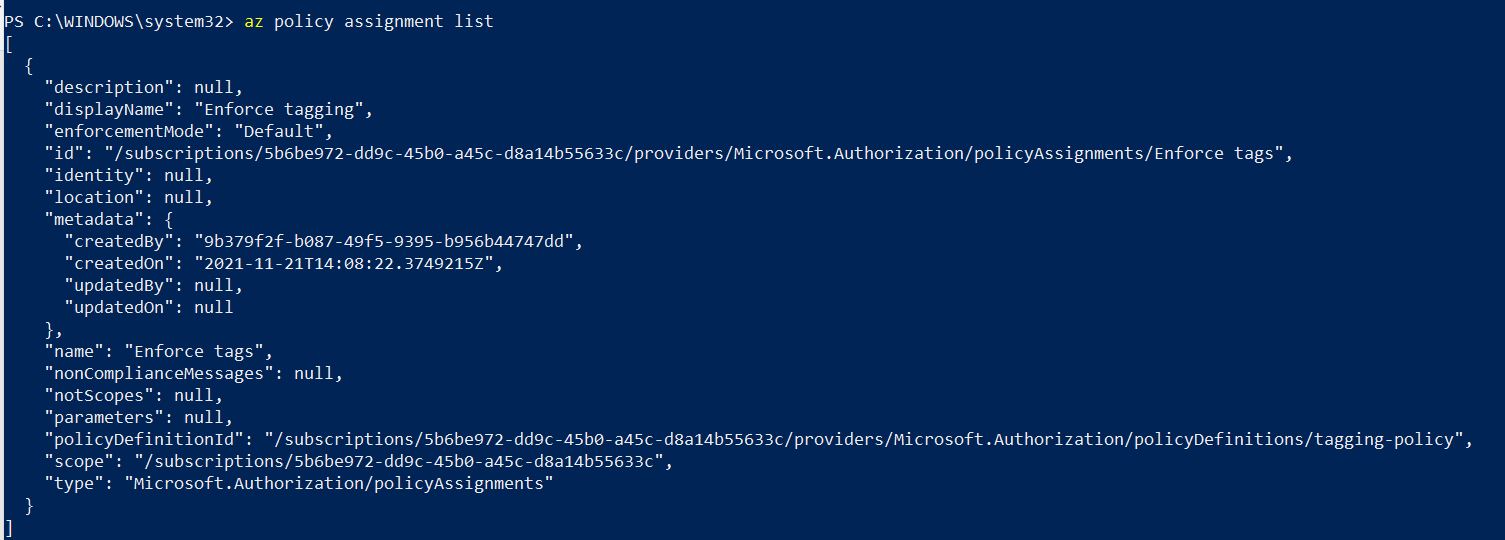 PS C:\WINDOWS\system32> az policy assignment list
[
  {
    "description": null,
    "displayName": "Enforce tagging",
    "enforcementMode": "Default",
    "id": "/subscriptions/5b6be972-dd9c-45b0-a45c-d8a14b55633c/providers/Microsoft.Authorization/policyAssignments/Enforce tags",
    "identity": null,
    "location": null,
    "metadata": {
      "createdBy": "9b379f2f-b087-49f5-9395-b956b44747dd",
      "createdOn": "2021-11-21T14:08:22.3749215Z",
      "updatedBy": null,
      "updatedOn": null
    },
    "name": "Enforce tags",
    "nonComplianceMessages": null,
    "notScopes": null,
    "parameters": null,
    "policyDefinitionId": "/subscriptions/5b6be972-dd9c-45b0-a45c-d8a14b55633c/providers/Microsoft.Authorization/policyDefinitions/tagging-policy",
    "scope": "/subscriptions/5b6be972-dd9c-45b0-a45c-d8a14b55633c",
    "type": "Microsoft.Authorization/policyAssignments"
  }
]